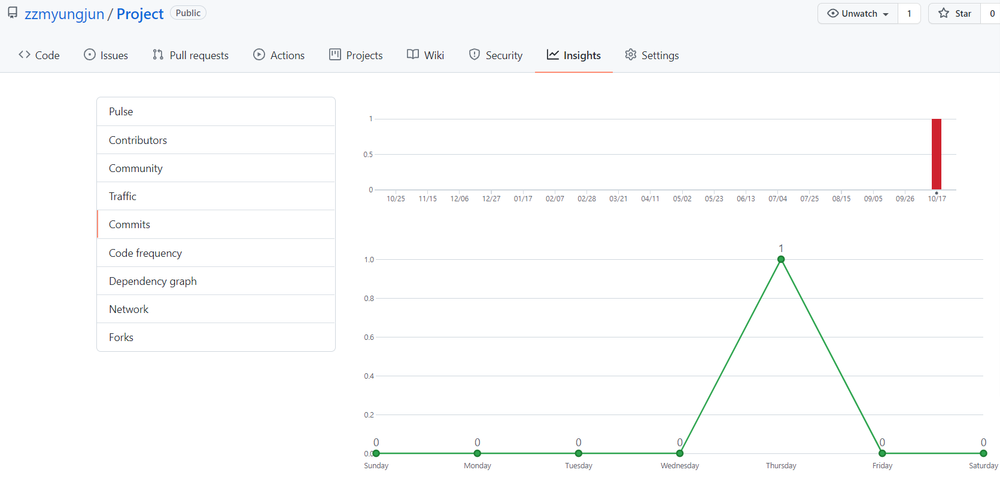 zzmyungjun / Project Public
Unwatch 1 Star 0
Code Issues Pull requests Actions Projects Wiki Security Insights Settings
Pulse
Contributors
Community
Traffic
Commits
Code frequency
Dependency graph
Network
Forks
1
0.5
0
10/25 11/15 12/06 12/27 01/17 02/07 02/28 03/21 04/11 05/02 05/23 06/13 07/04 07/25 08/15 09/05 09/26 10/17
1
1.0
0.8
0.6
0.4
0.2
0 0 0 0 0 0
0.0
Sunday Monday Tuesday Wednesday Thursday Friday Saturday